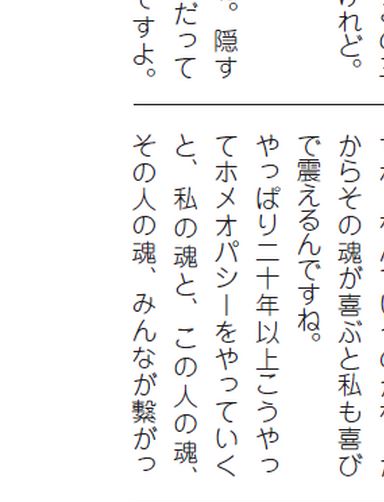 けれど。
。隠す
だって
ですよ。
からその魂が喜ぶと私も喜び
で震えるんですね。
やっぱり二十年以上こうやっ
てホメオパシーをやっていく
と、私の魂と、この人の魂、
その人の魂、みんなが繋がっ